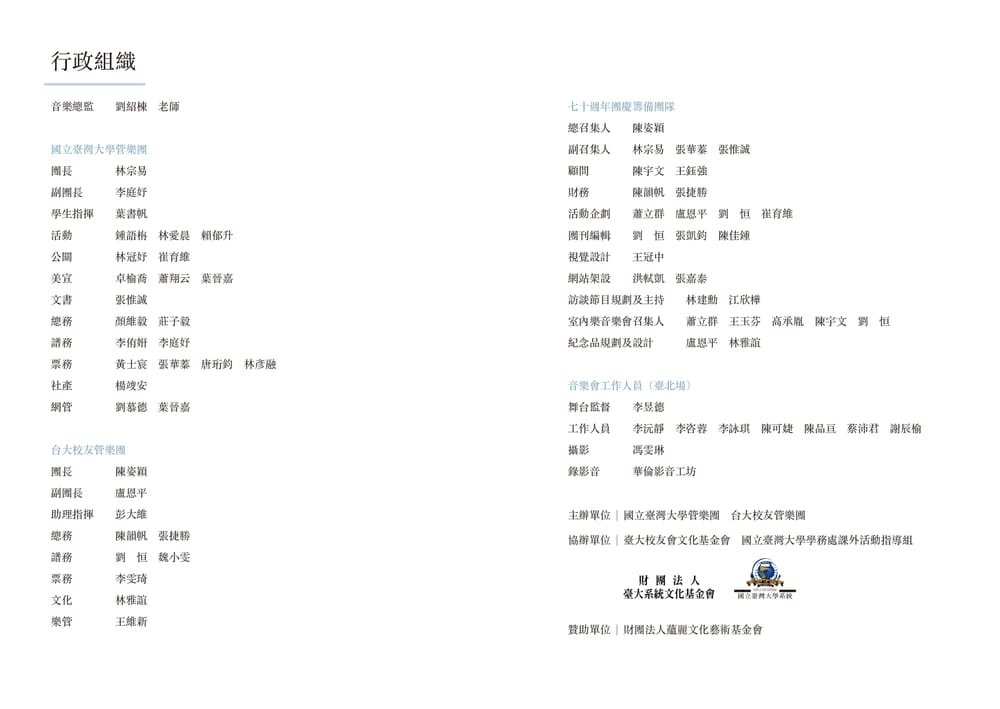 行政組織
音樂總監　劉紹棟　老師
國立臺灣大學管樂團
團長　林宗易
副團長　李庭妤
學生指揮　葉書帆
活動　鍾語栴　林愛晨　賴郁升
公關　林冠妤　崔育維
美宣　卓榆喬　蕭翔云　葉晉嘉
文書　張惟誠
總務　顏維毅　莊子毅
譜務　李侑妍　李庭妤
票務　黃士宸　張華蓁　唐珩鈞　林彥融
社產　楊竣安
網管　劉慕德　葉晉嘉
台大校友管樂團
團長　陳姿穎
副團長　盧恩平
助理指揮　彭大維
總務　陳韻帆　張捷勝
譜務　劉　恒　魏小雯
票務　李雯琦
文化　林雅誼
樂管　王維新
七十週年團慶籌備團隊
總召集人　陳姿穎
副召集人　林宗易　張華蓁　張惟誠
顧問　陳宇文　王鈺強
財務　陳韻帆　張捷勝
活動企劃　蕭立群　盧恩平　劉　恒　崔育維
團刊編輯　劉　恒　張凱鈞　陳佳鍾
視覺設計　王冠中
網站架設　洪軾凱　張嘉泰
訪談節目規劃及主持　林建勳　江欣樺
室內樂音樂會召集人　蕭立群　王玉芬　高承胤　陳宇文　劉　恒
紀念品規劃及設計　盧恩平　林雅誼
音樂會工作人員（臺北場）
舞台監督　李昱德
工作人員　李沅靜　李咨蓉　李詠琪　陳可婕　陳品亘　蔡沛君　謝辰榆
攝影　馮雯琳
錄影音　華倫影音工坊
主辦單位｜國立臺灣大學管樂團　台大校友管樂團
協辦單位｜臺大校友會文化基金會　國立臺灣大學學務處課外活動指導組
財團法人
臺大系統文化基金會
國立臺灣大學系統
贊助單位｜財團法人蘊麗文化藝術基金會